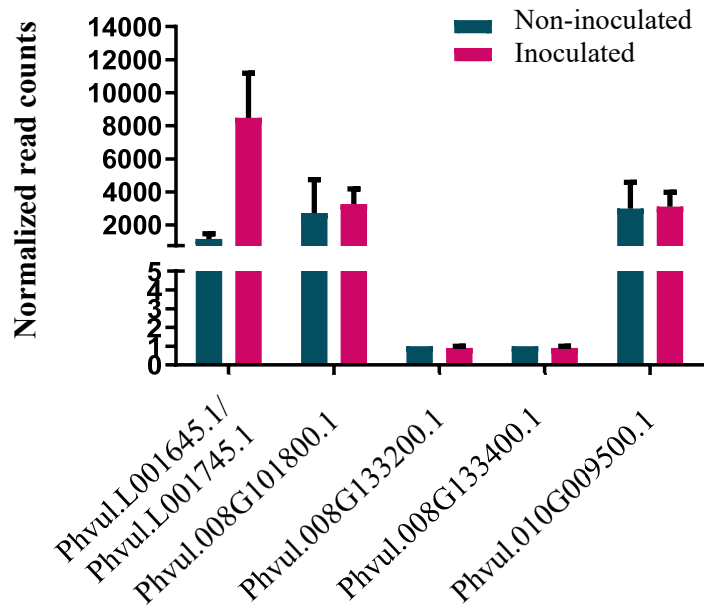 Normalized read counts
14000
12000
10000
8000
6000
4000
2000
5
4
3
2
1
0
Non-inoculated
Inoculated
Phvul.L001645.1/
Phvul.L001745.1
Phvul.008G101800.1
Phvul.008G133200.1
Phvul.008G133400.1
Phvul.010G009500.1